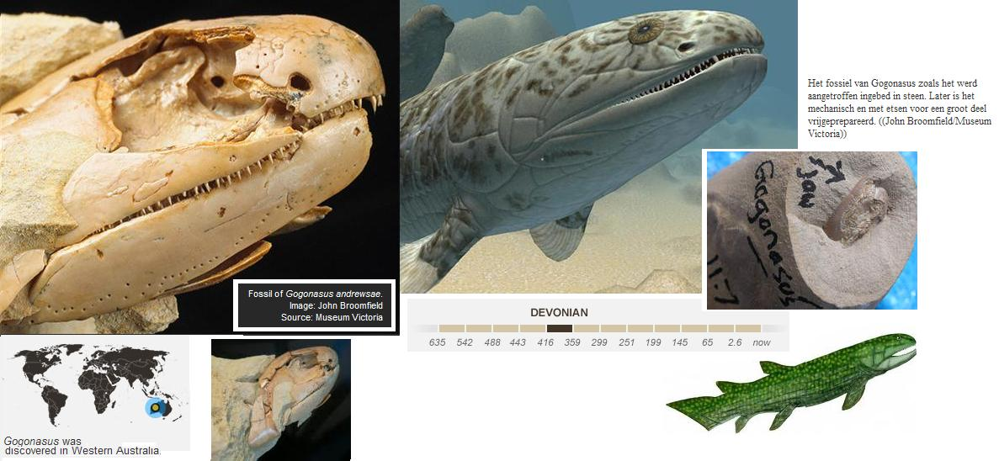 Het fossiel van Gogonasus zoals het werd
aangetroffen ingebed in steen. Later is het
mechanisch en met etsen voor een groot deel
vrijgeprepareerd. ((John Broomfield/Museum
Victoria))
Jaw
Gogonasus
11:7
Fossil of Gogonasus andrewsae.
Image: John Broomfield
Source: Museum Victoria
DEVONIAN
635 542 488 443 416 359 299 251 199 145 65 2.6 now
Gogonasus was
discovered in Western Australia.